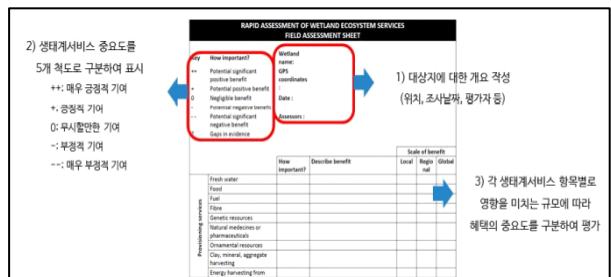 RAPID ASSESSMENT OF WETLAND ECOSYSTEM SERVICES
FIELD ASSESSMENT SHEET
2) 생태계서비스 중요도를
5개 척도로 구분하여 표시
++: 매우 긍정적 기여
+: 긍정적 기여
0: 무시할만한 기여
-: 부정적 기여
--: 매우 부정적 기여
Key How important?
++ Potential significant
positive benefit
+ Potential positive benefit
0 Negligible benefit
- Potential negative benefit
-- Potential significant
negative benefit
Gaps in evidence
Wetland
name:
GPS
coordinates
:
Date :
Assessors :
1) 대상지에 대한 개요 작성
(위치, 조사날짜, 평가자 등)
Scale of benefit
How
important?
Describe benefit
Local
Regio
nal
Global
Provisioning services
Fresh water
Food
Fuel
Fibre
Genetic resources
Natural medecines or
pharmaceuticals
Ornamental resources
Clay, mineral, aggregate
harvesting
Energy harvesting from
3) 각 생태계서비스 항목별로
영향을 미치는 규모에 따라
혜택의 중요도를 구분하여 평가